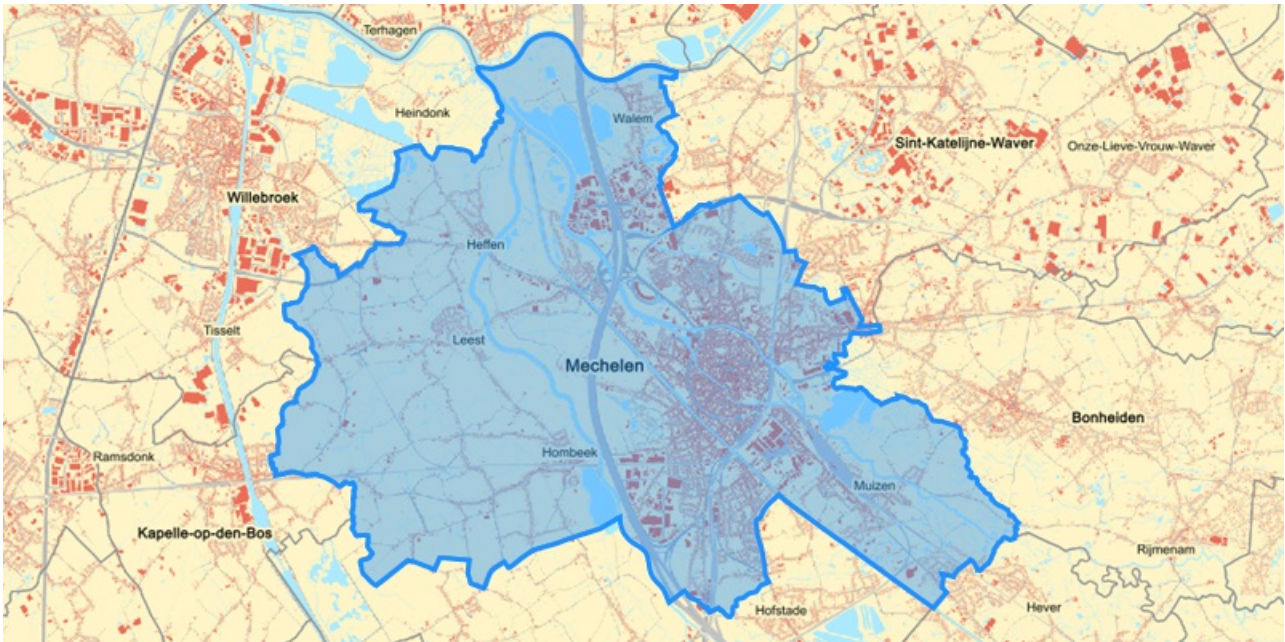 Terhagen
Heindonk
Walem
Sint-Katelijne-Waver
Onze-Lieve-Vrouw-Waver
Willebroek
Heffen
Tisselt
Leest
Mechelen
Bonheiden
Ramsdonk
Hombeek
Muizen
Kapelle-op-den-Bos
Rijmenam
Hofstade
Hever